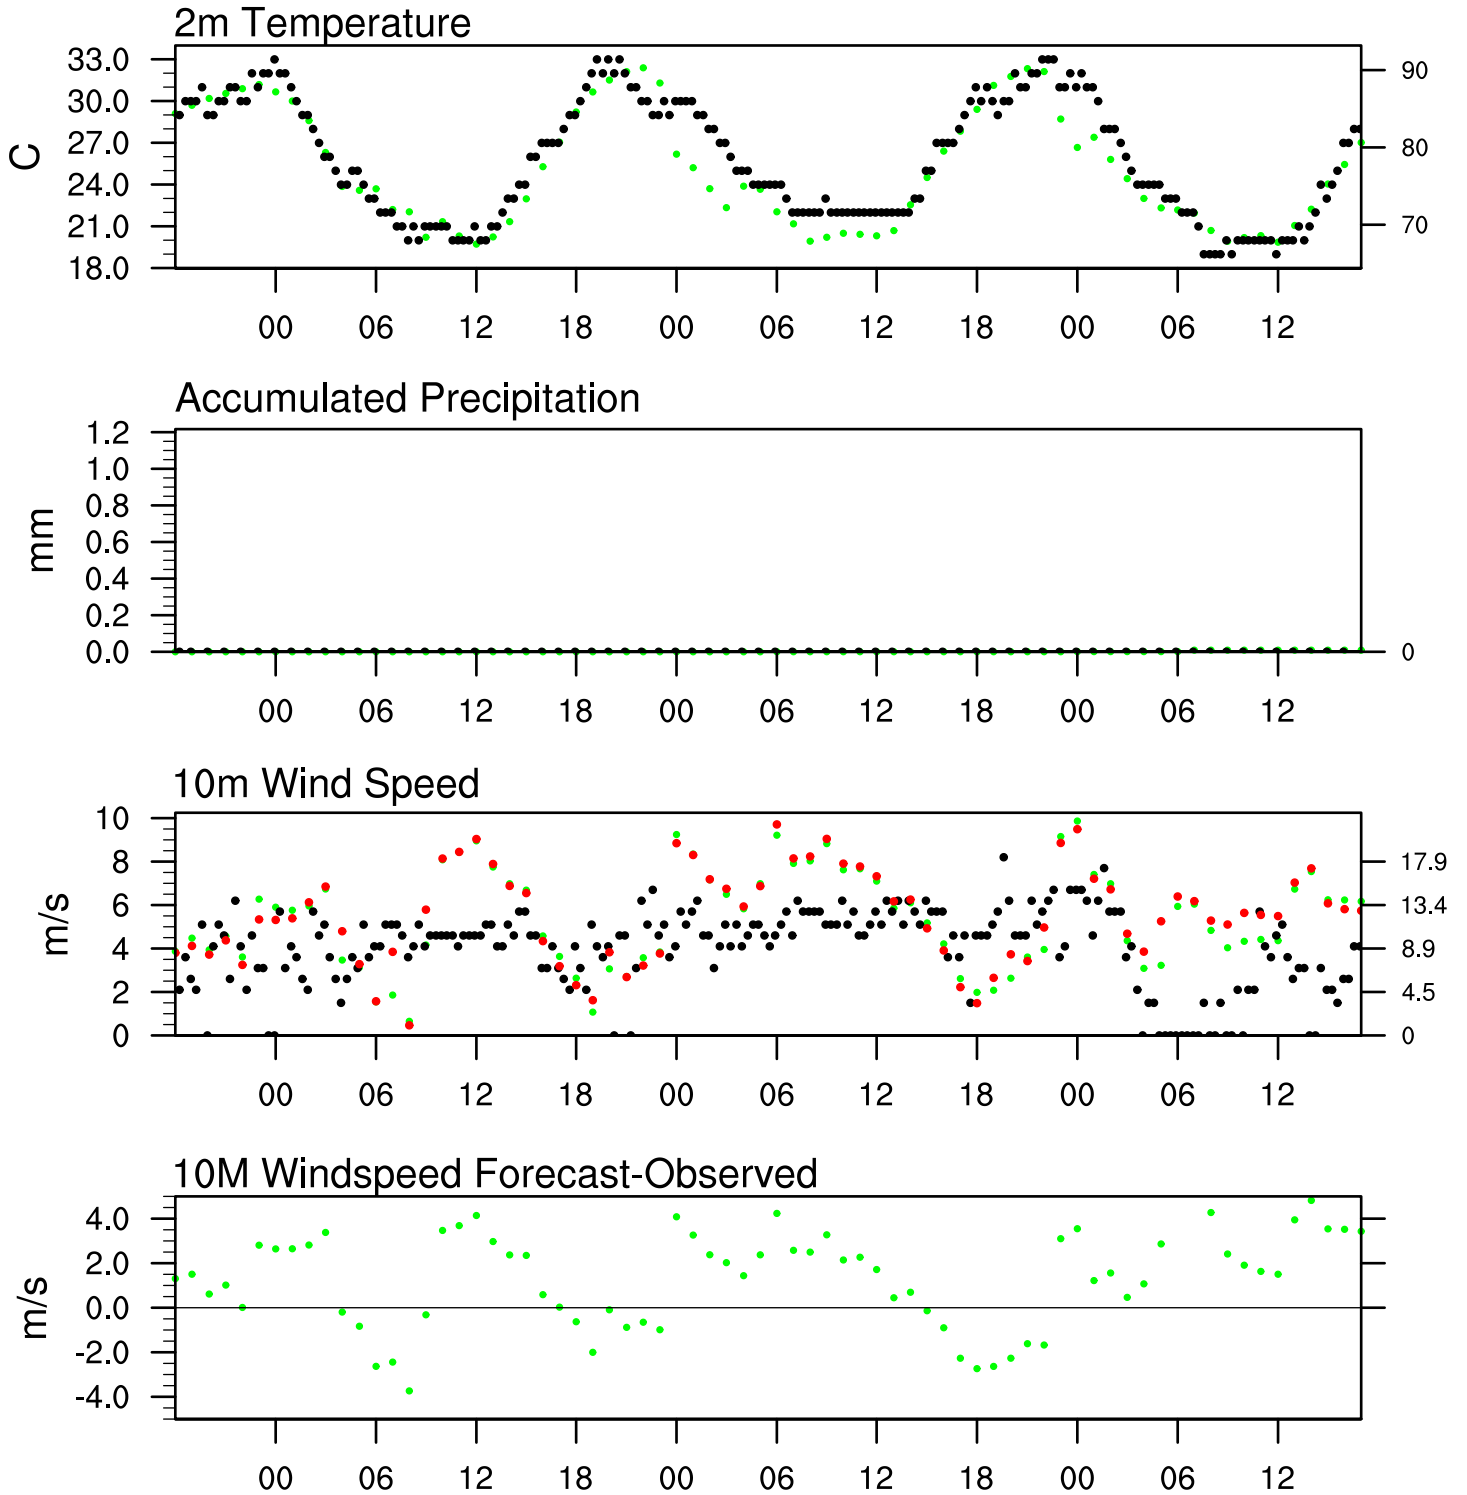 2m Temperature
33.0
30.0
27.0
24.0
21.0
18.0
C
90
80
70
00 06 12 18 00 06 12 18 00 06 12
Accumulated Precipitation
1.2
1.0
0.8
0.6
0.4
0.2
0.0
mm
0
00 06 12 18 00 06 12 18 00 06 12
10m Wind Speed
10
8
6
4
2
0
m/s
17.9
13.4
8.9
4.5
0
00 06 12 18 00 06 12 18 00 06 12
10M Windspeed Forecast-Observed
4.0
2.0
0.0
-2.0
-4.0
m/s
00 06 12 18 00 06 12 18 00 06 12